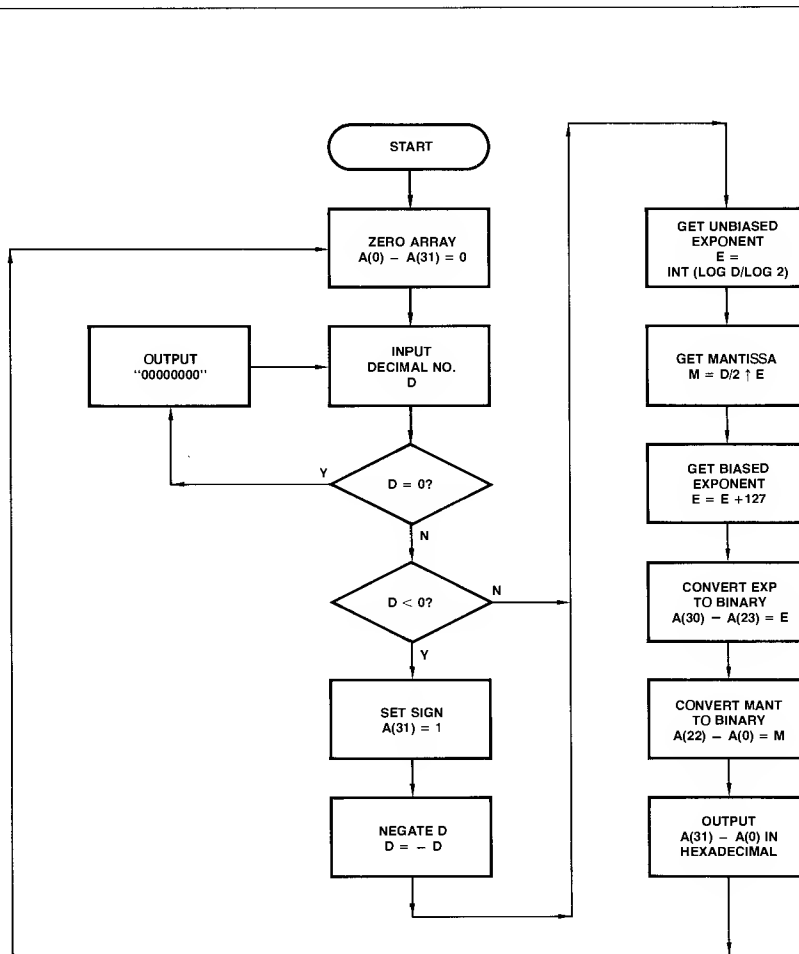 START
ZERO ARRAY
A(0) – A(31) = 0
OUTPUT
"00000000"
INPUT
DECIMAL NO.
D
Y
D = 0?
N
D < 0?
N
Y
SET SIGN
A(31) = 1
NEGATE D
D = – D
GET UNBIASED
EXPONENT
E =
INT (LOG D/LOG 2)
GET MANTISSA
M = D/2 ↑ E
GET BIASED
EXPONENT
E = E +127
CONVERT EXP
TO BINARY
A(30) – A(23) = E
CONVERT MANT
TO BINARY
A(22) – A(0) = M
OUTPUT
A(31) – A(0) IN
HEXADECIMAL